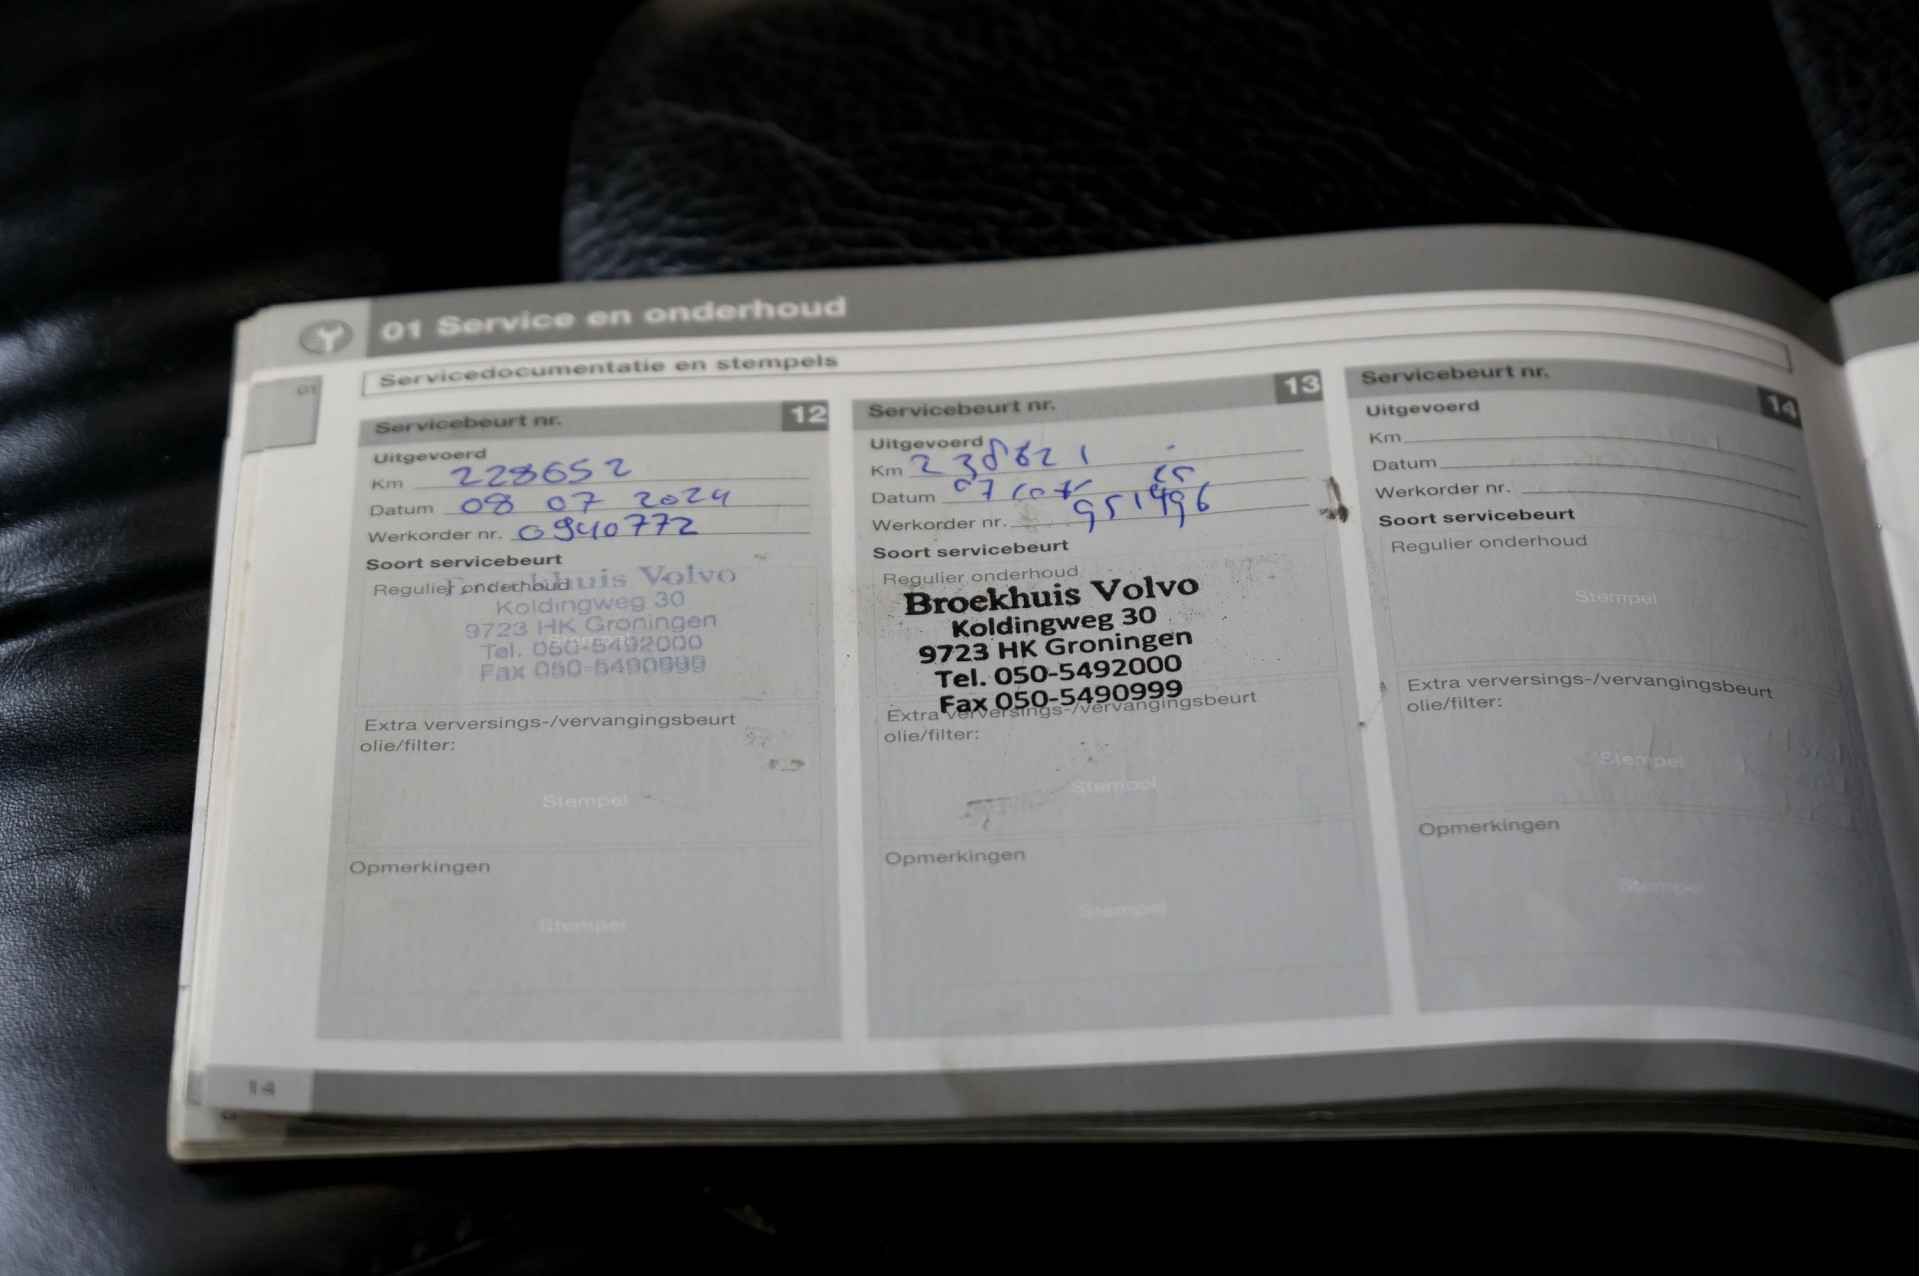 01 Service en onderhoud
Servicedocumentatie en stempels
01
Servicebeurt nr. 12
Uitgevoerd
Km 228652
Datum 08 07 2024
Werkorder nr. 0940772
Soort servicebeurt
Regulier onderhoud
Volvo
Koldingweg 30
9723 HK Groningen
Tel. 050-5492000
Fax 050-5490999
Stempel
Extra verversings-/vervangingsbeurt
olie/filter:
Stempel
Opmerkingen
Stempel
Servicebeurt nr. 13
Uitgevoerd
Km 238621
Datum 07
Werkorder nr. 951496
Soort servicebeurt
Regulier onderhoud
Broekhuis Volvo
Koldingweg 30
9723 HK Groningen
Tel. 050-5492000
Fax 050-5490999
Extra verversings-/vervangingsbeurt
olie/filter:
Stempel
Opmerkingen
Stempel
Servicebeurt nr. 14
Uitgevoerd
Km
Datum
Werkorder nr.
Soort servicebeurt
Regulier onderhoud
Stempel
Extra verversings-/vervangingsbeurt
olie/filter:
Stempel
Opmerkingen
Stempel
14